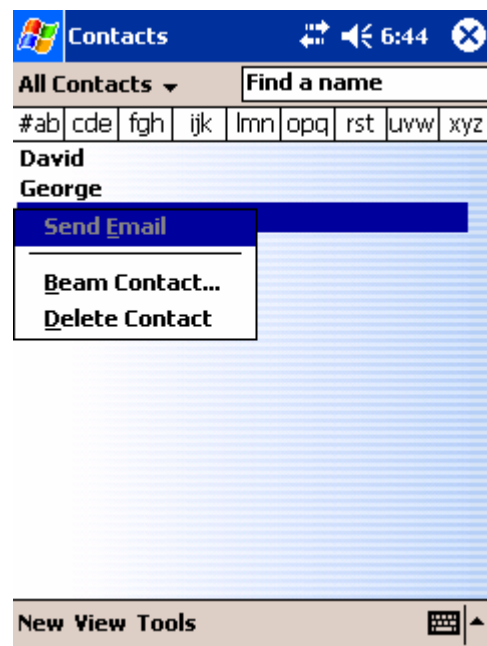 Contacts 6:44
All Contacts Find a name
#ab cde fgh ijk lmn opq rst uvw xyz
David
George
Send Email
Beam Contact...
Delete Contact
New View Tools